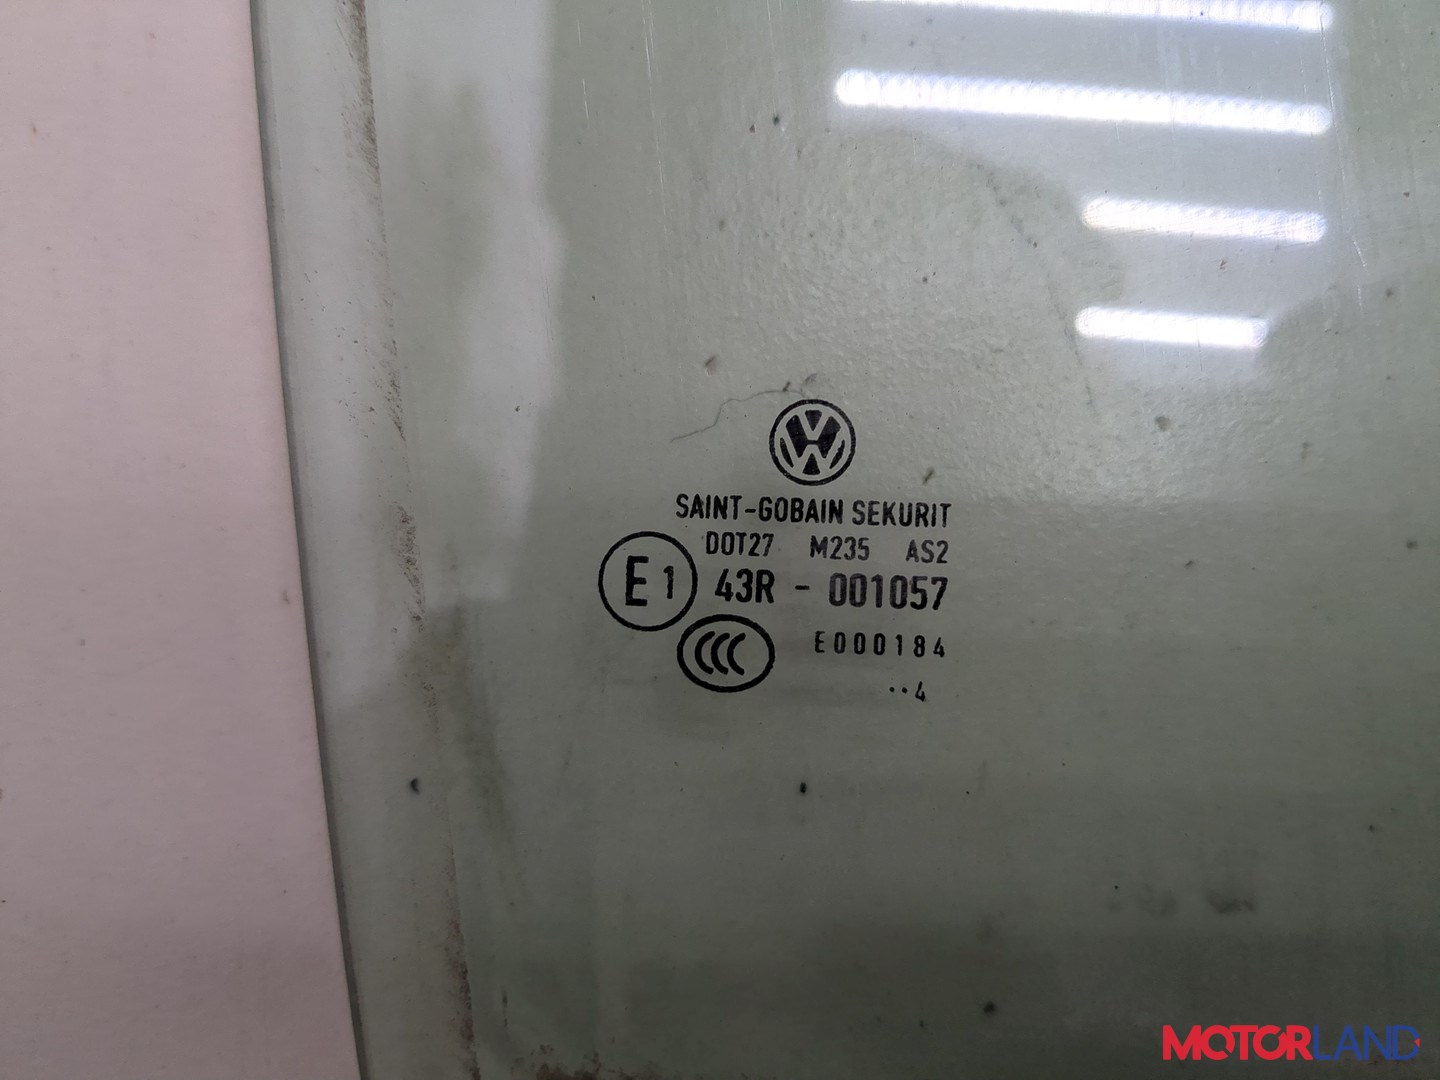 SAINT-GOBAIN SEKURIT
DOT27 M235 AS2
E1 43R - 001057
CCC E000184
··4
MOTORLAND